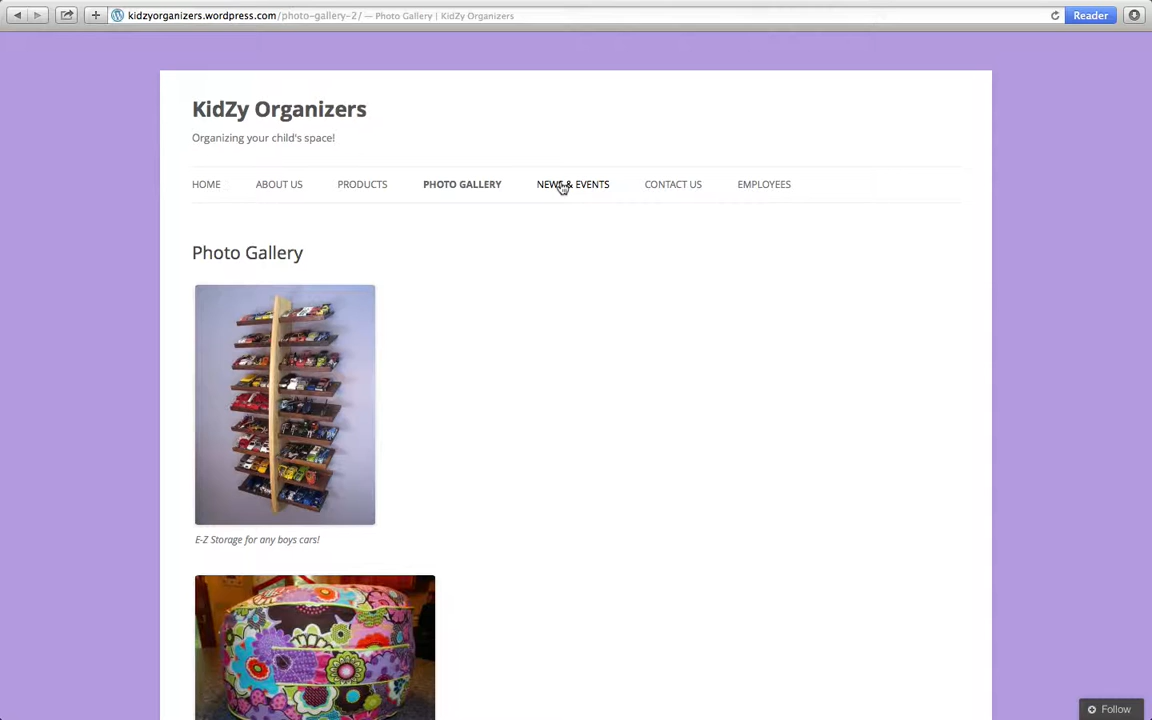 kidzyorganizers.wordpress.com/photo-gallery-2/ — Photo Gallery | KidZy Organizers
Reader
KidZy Organizers
Organizing your child's space!
HOME ABOUT US PRODUCTS PHOTO GALLERY NEWS & EVENTS CONTACT US EMPLOYEES
Photo Gallery
E-Z Storage for any boys cars!
Follow